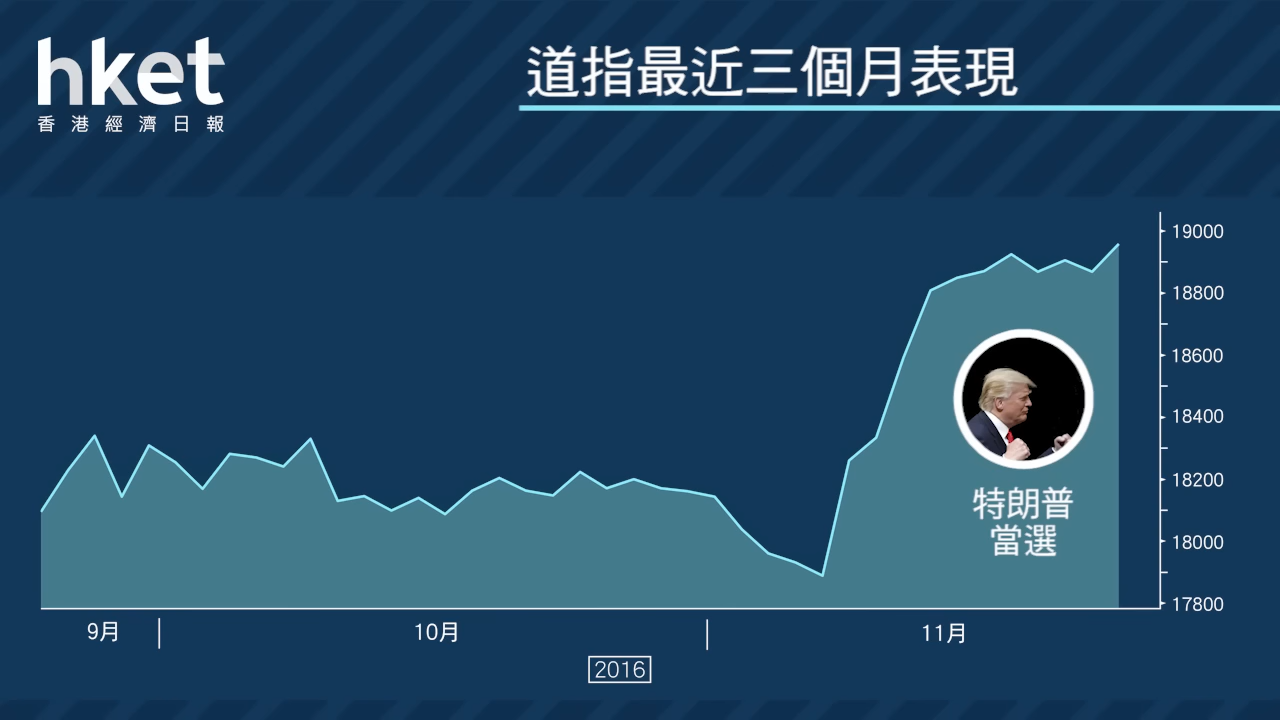 hket
香港經濟日報
道指最近三個月表現
19000
18800
18600
18400
18200
18000
17800
特朗普
當選
9月
10月
11月
2016